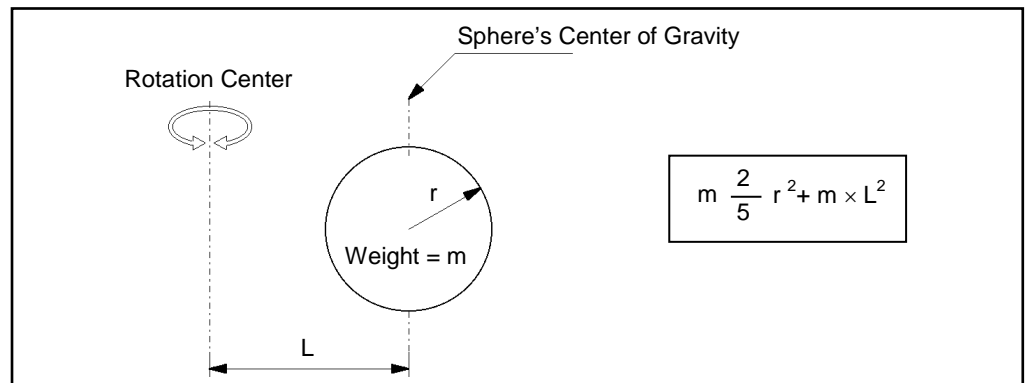 Sphere's Center of Gravity
Rotation Center
r
m 2/5 r² + m × L²
Weight = m
L